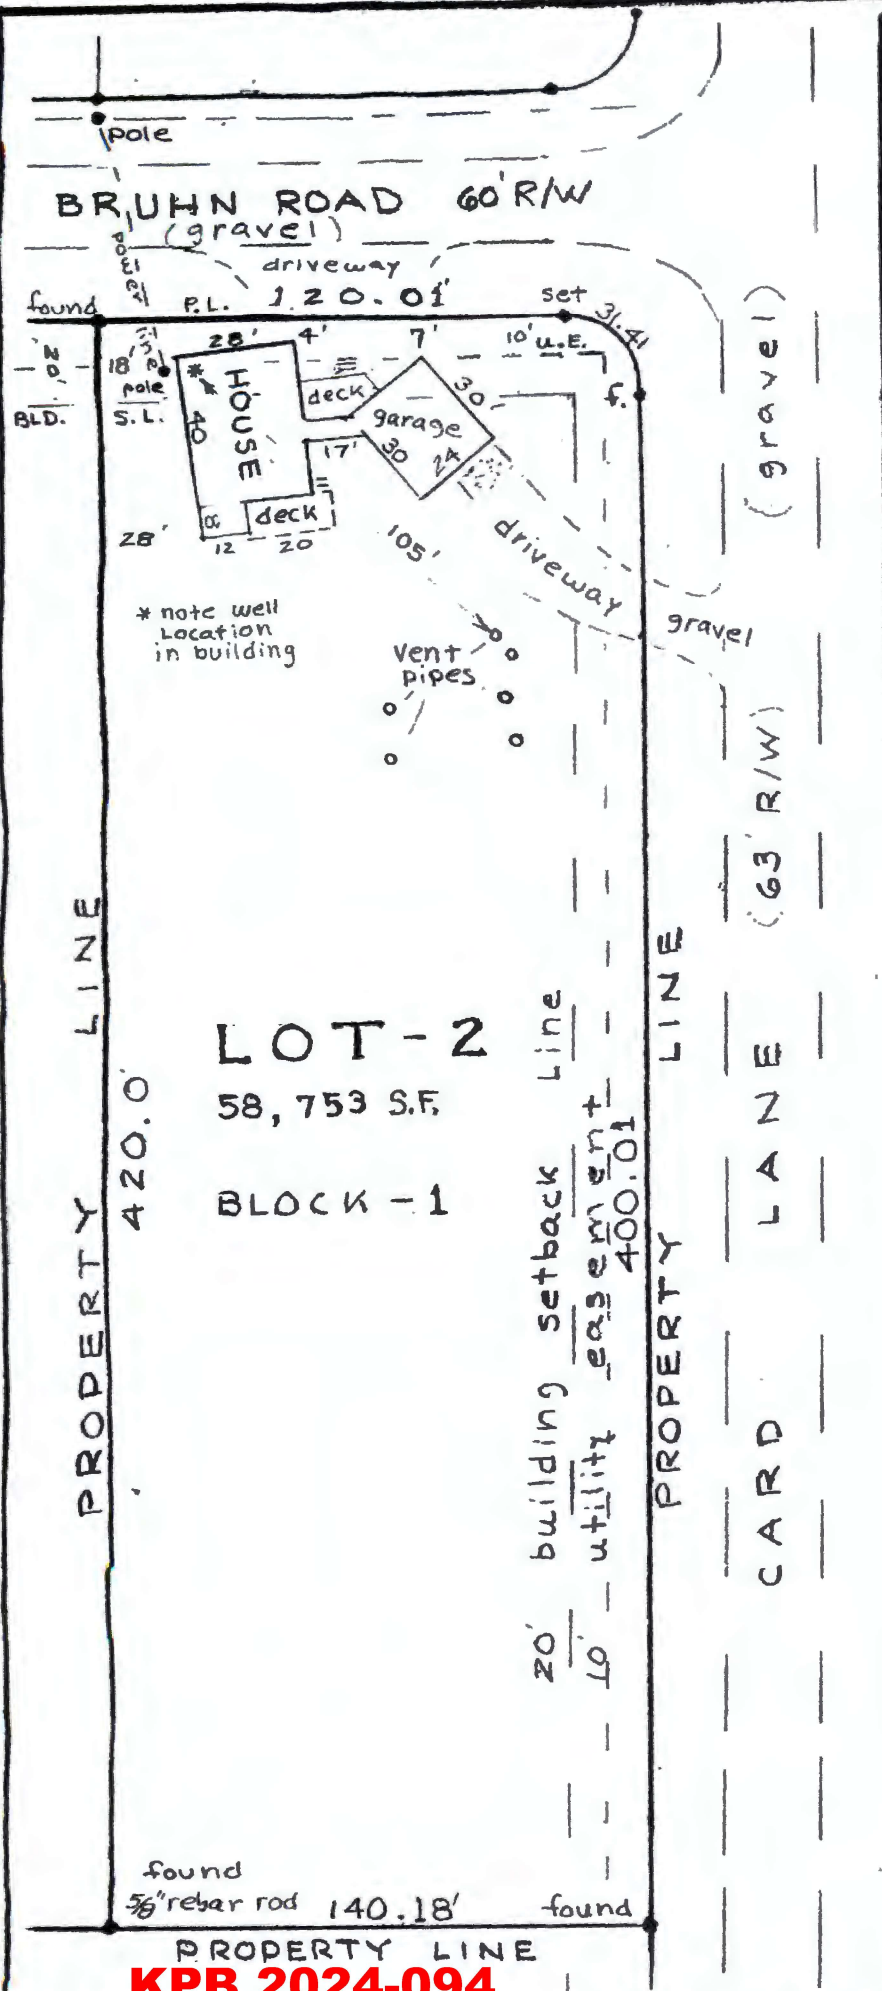 pole
BRUHN ROAD 60' R/W
(gravel)
driveway
power line
found
P.L.
120.01'
set
31.41
28'
4'
7'
10' U.E.
20'
18'
pole
BLD.
S.L.
HOUSE
40
deck
30'
f.
garage
17'
30
24
8
deck
28'
12
20
105'
driveway
gravel
(gravel)
* note well
Location
in building
Vent
pipes
(63' R/W)
CARD LANE
PROPERTY LINE
420.0'
LOT-2
58,753 S.F.
BLOCK-1
20' building setback Line
10' utility easement
400.01
PROPERTY LINE
found
5/8" rebar rod
140.18'
found
PROPERTY LINE
KPB 2024-094